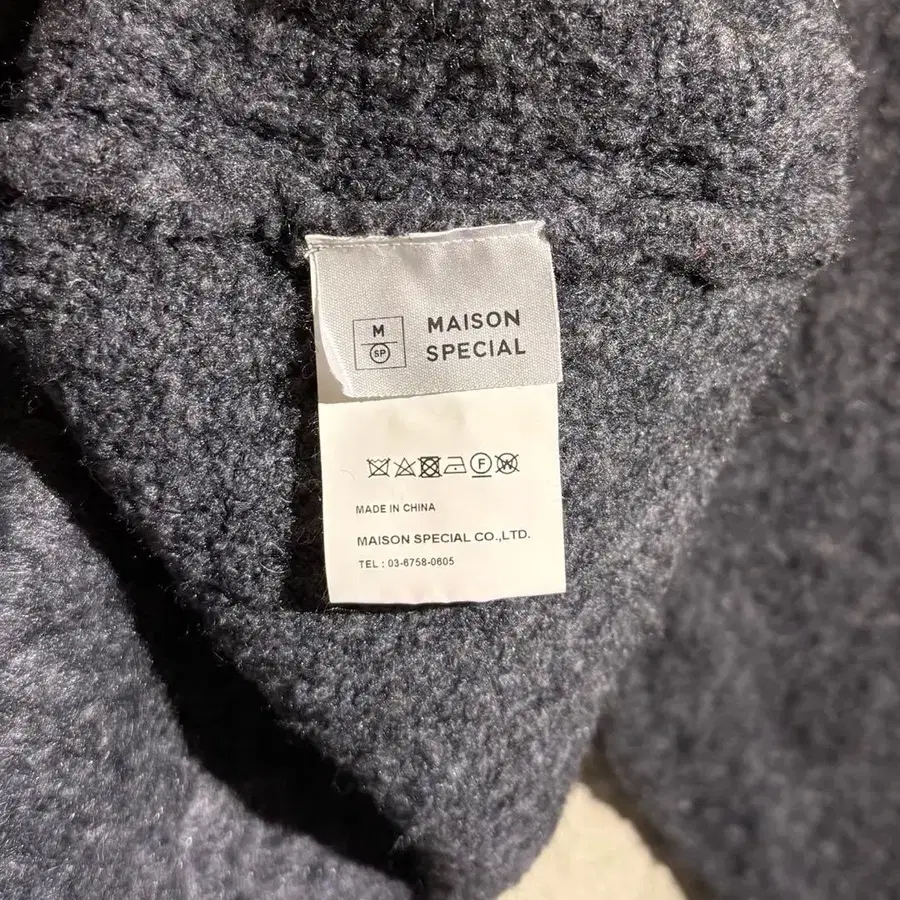 M
SP
MAISON
SPECIAL
F W
MADE IN CHINA
MAISON SPECIAL CO.,LTD.
TEL : 03-6758-0605